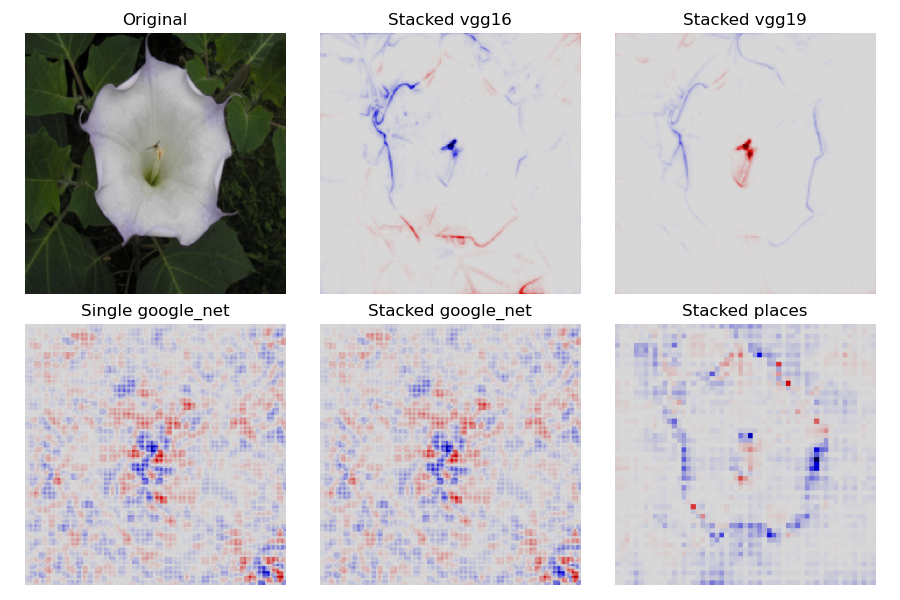 Original
Stacked vgg16
Stacked vgg19
Single google_net
Stacked google_net
Stacked places